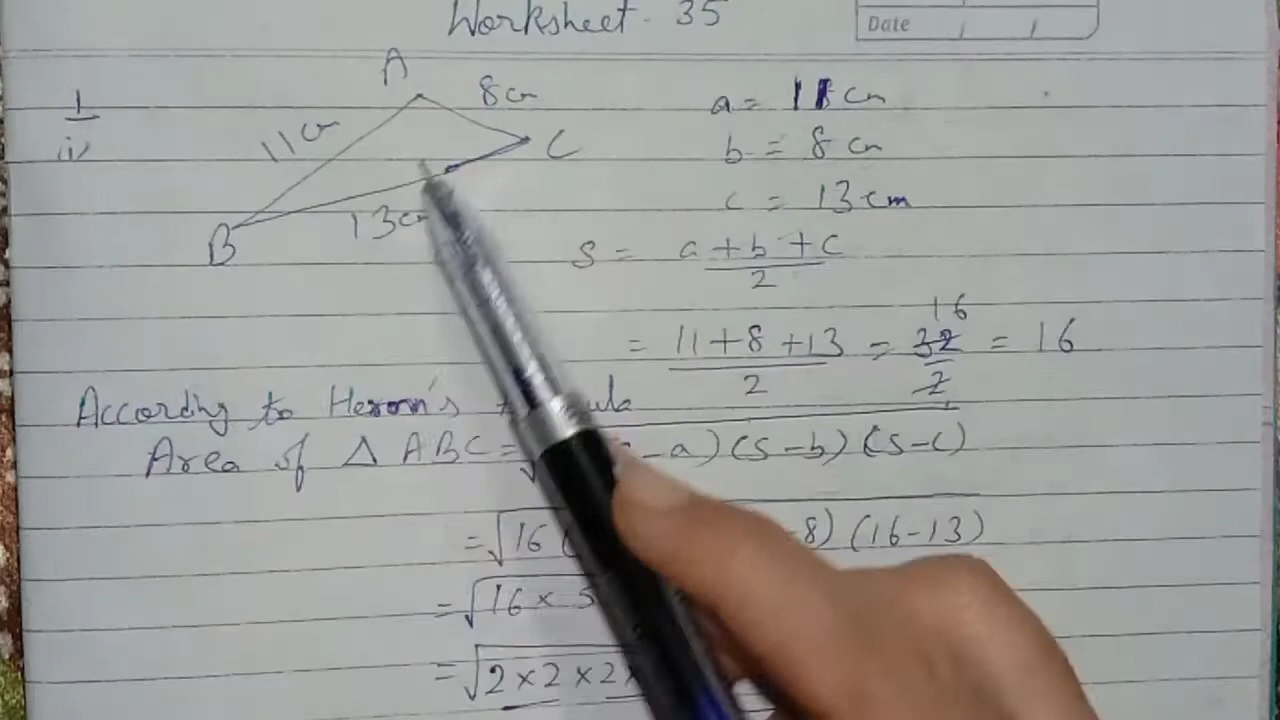 Worksheet - 35
Date / /
1
(i)
A
8cm
11cm
C
13cm
B
a = 11 cm
b = 8 cm
c = 13 cm
S = a + b + c
2
= 11 + 8 + 13 = 32 = 16
16
2 2
According to Heron's
Area of △ ABC = √ - a) (s - b) (s - c)
= √16 ( - 8) (16 - 13)
= √16 × 5
= √2 × 2 × 2 ×